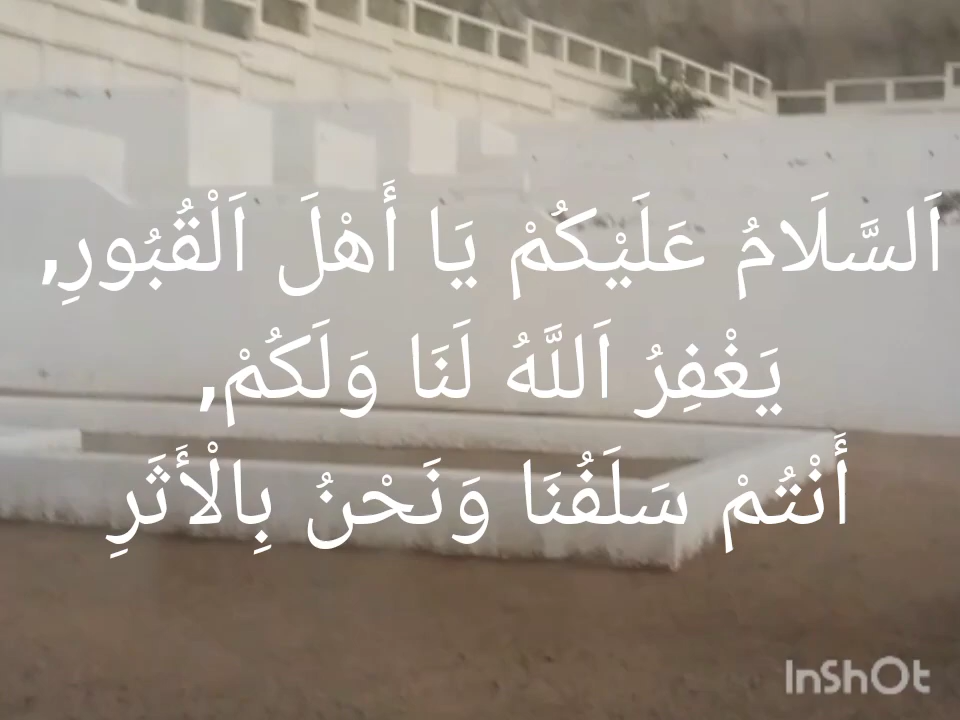 اَلسَّلَامُ عَلَيْكُمْ يَا أَهْلَ اَلْقُبُورِ,
يَغْفِرُ اَللَّهُ لَنَا وَلَكُمْ,
أَنْتُمْ سَلَفُنَا وَنَحْنُ بِالْأَثَرِ
InShOt